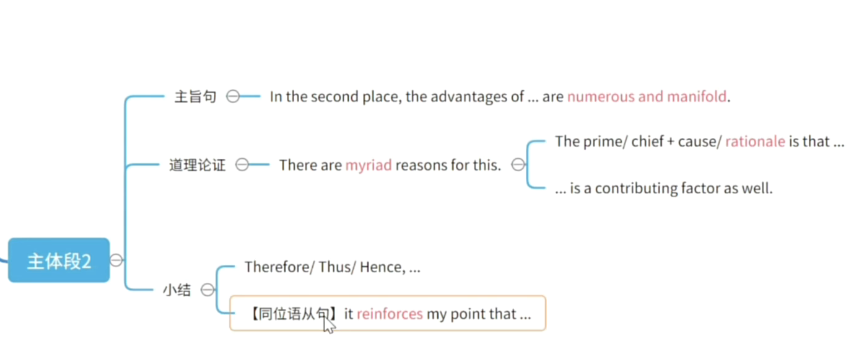 主旨句 In the second place, the advantages of ... are numerous and manifold.
The prime/ chief + cause/ rationale is that ...
道理论证 There are myriad reasons for this.
... is a contributing factor as well.
主体段2
Therefore/ Thus/ Hence, ...
小结
【同位语从句】it reinforces my point that ...